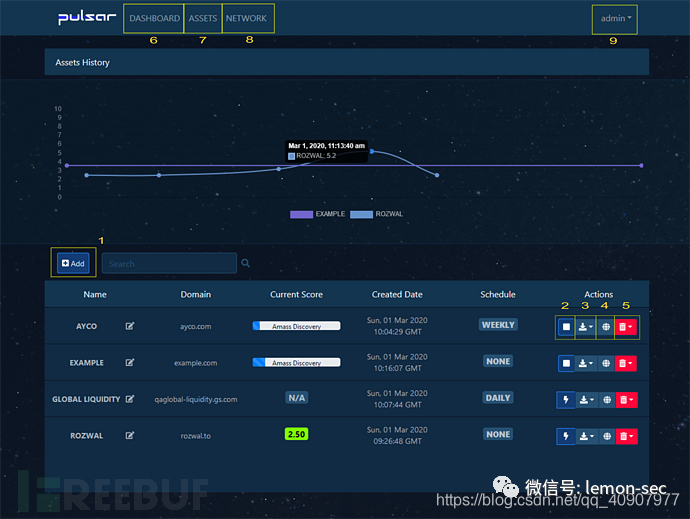 pulsar DASHBOARD ASSETS NETWORK admin
6 7 8 9
Assets History
10
9
8
7
6
5
4
3
2
1
0
Mar 1, 2020, 11:13:40 am
ROZWAL: 5.2
EXAMPLE ROZWAL
1
Add Search
Name Domain Current Score Created Date Schedule Actions
2 3 4 5
AYCO ayco.com Amass Discovery Sun, 01 Mar 2020 10:04:29 GMT WEEKLY
EXAMPLE example.com Amass Discovery Sun, 01 Mar 2020 10:16:07 GMT NONE
GLOBAL LIQUIDITY qaglobal-liquidity.gs.com N/A Sun, 01 Mar 2020 10:07:44 GMT DAILY
ROZWAL rozwal.to 2.50 Sun, 01 Mar 2020 09:26:48 GMT NONE
FREEBUF
微信号: lemon-sec
https://blog.csdn.net/qq_40907977